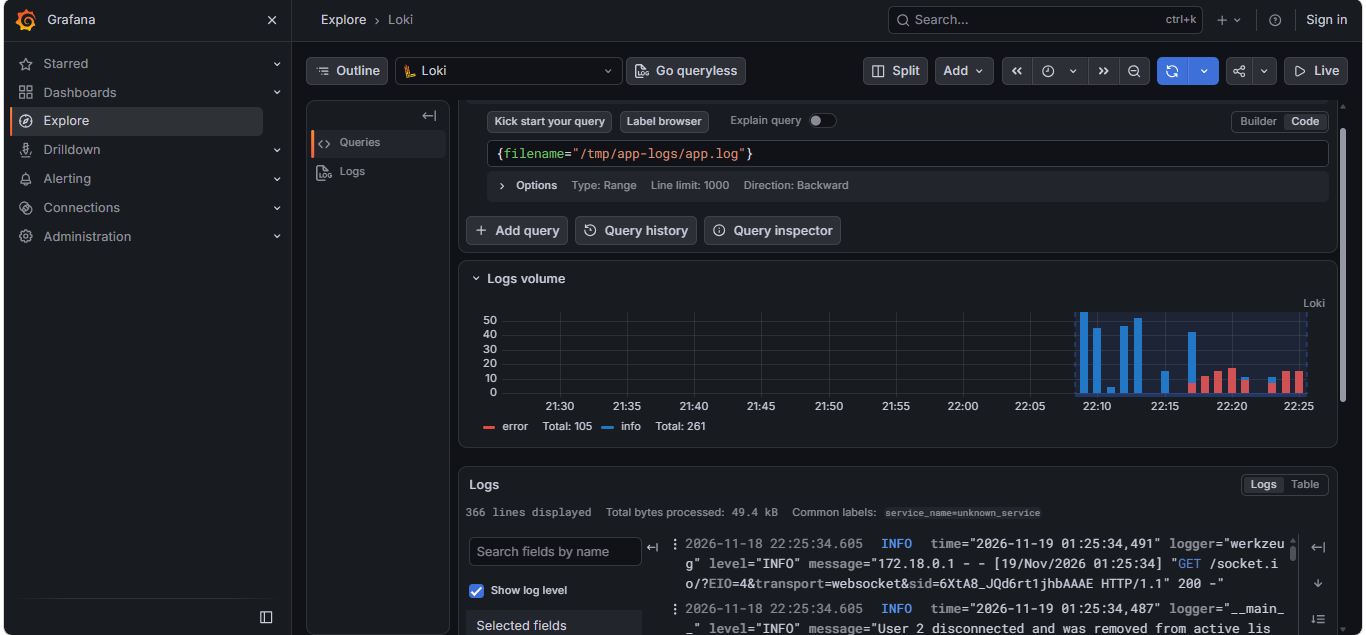 Grafana
Explore › Loki
Search...
ctrl+k
Sign in
Starred
Dashboards
Explore
Drilldown
Alerting
Connections
Administration
Outline
Loki
Go queryless
Split
Add
Live
Queries
Logs
Kick start your query
Label browser
Explain query
Builder
Code
{filename="/tmp/app-logs/app.log"}
Options Type: Range Line limit: 1000 Direction: Backward
+ Add query
Query history
Query inspector
Logs volume
Loki
50
40
30
20
10
0
21:30 21:35 21:40 21:45 21:50 21:55 22:00 22:05 22:10 22:15 22:20 22:25
error Total: 105 info Total: 261
Logs
Logs
Table
366 lines displayed Total bytes processed: 49.4 kB Common labels: service_name=unknown_service
Search fields by name
Show log level
Selected fields
2026-11-18 22:25:34.605 INFO time="2026-11-19 01:25:34,491" logger="werkzeu
g" level="INFO" message="172.18.0.1 - - [19/Nov/2026 01:25:34] "GET /socket.i
o/?EIO=4&transport=websocket&sid=6XtA8_JQd6rt1jhbAAAE HTTP/1.1" 200 -"
2026-11-18 22:25:34.605 INFO time="2026-11-19 01:25:34,487" logger="__main_
_" level="INFO" message="User 2 disconnected and was removed from active lis